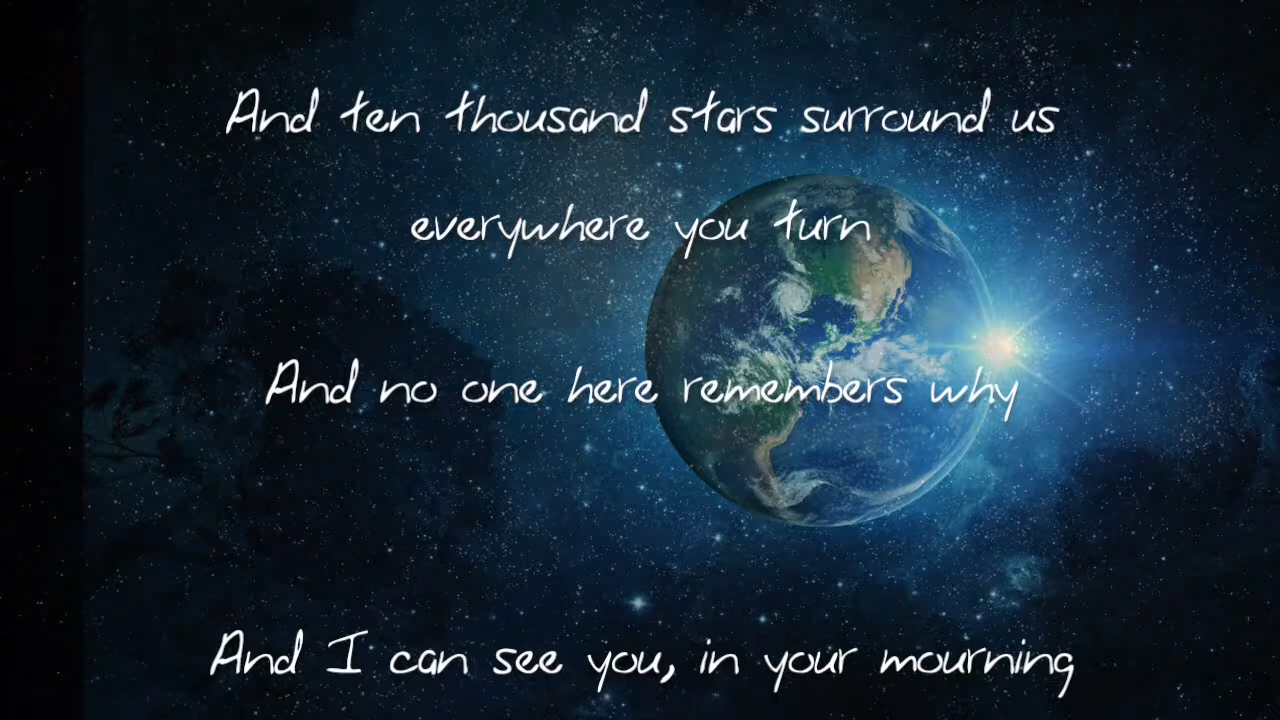 And ten thousand stars surround us
everywhere you turn
And no one here remembers why
And I can see you, in your mourning